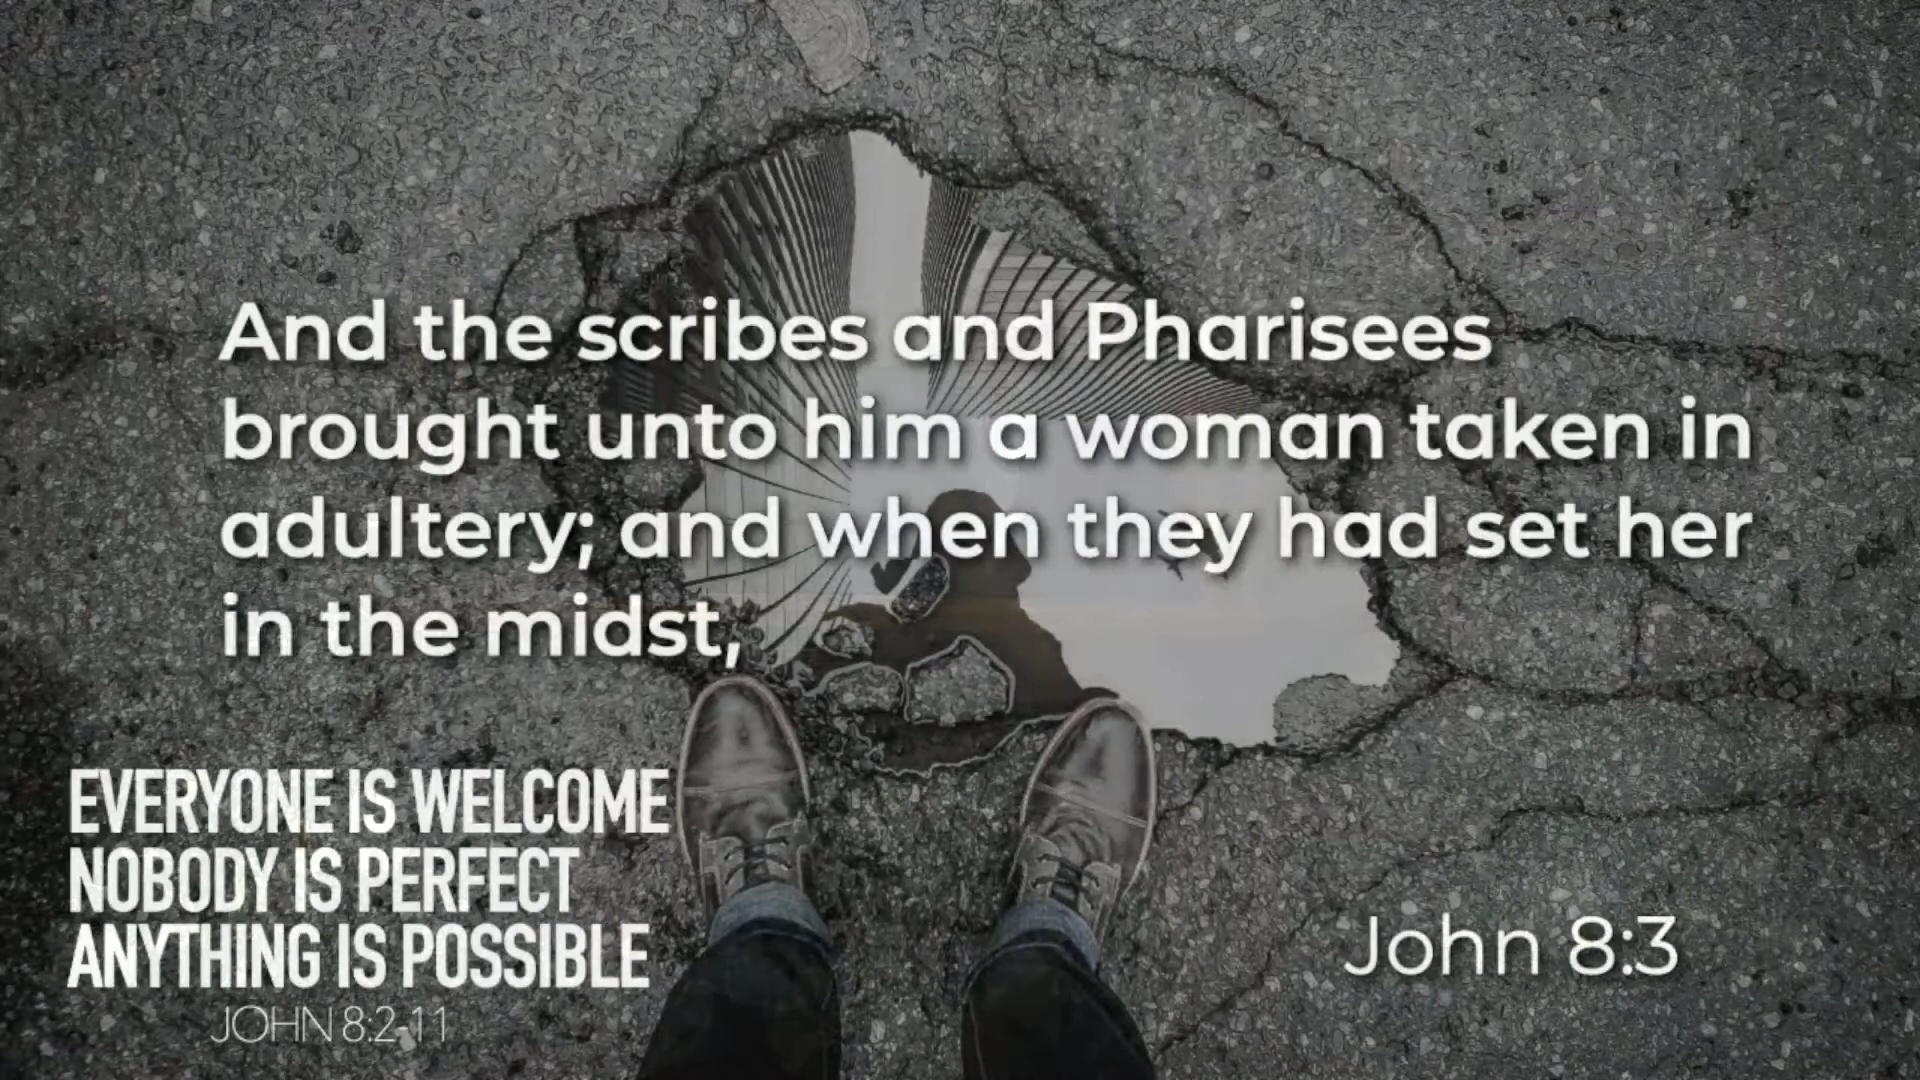 And the scribes and Pharisees
brought unto him a woman taken in
adultery; and when they had set her
in the midst,
EVERYONE IS WELCOME
NOBODY IS PERFECT
ANYTHING IS POSSIBLE
JOHN 8:2-11
John 8:3